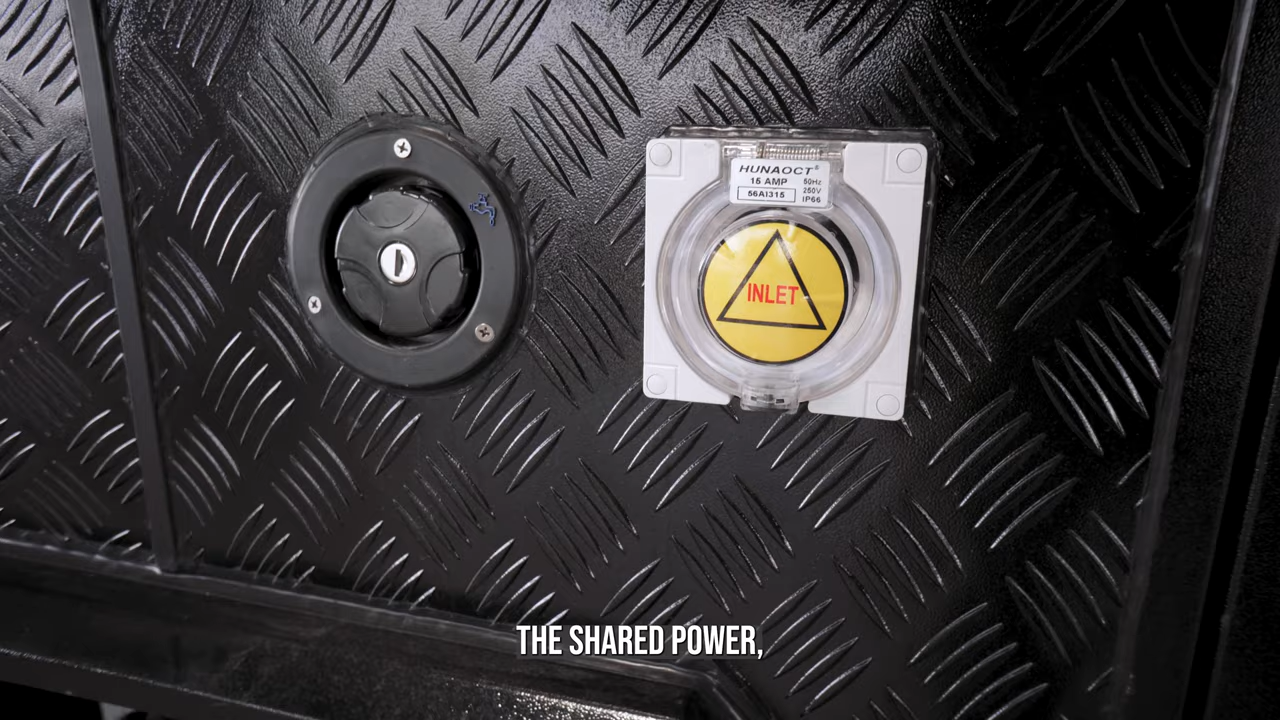 HUNAOCT®
15 AMP
56AI315
50Hz
250V
IP66
INLET
THE SHARED POWER,